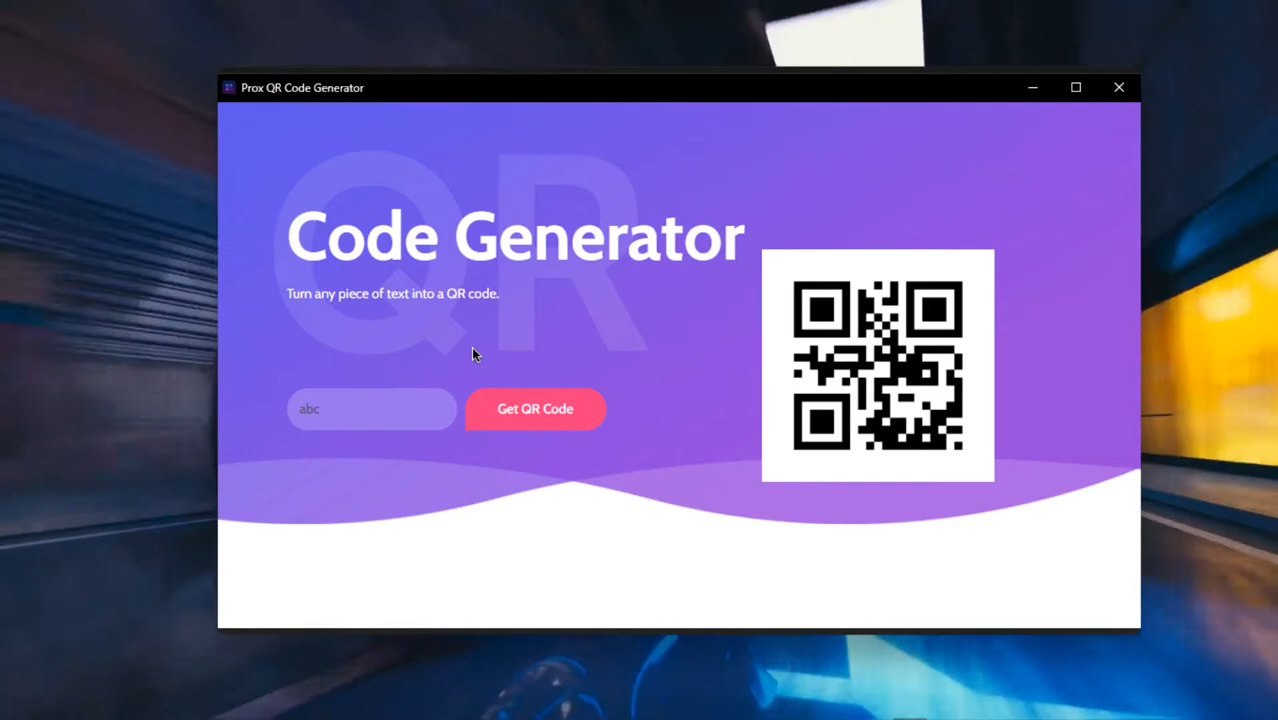 Prox QR Code Generator
QR
Code Generator
Turn any piece of text into a QR code.
abc
Get QR Code